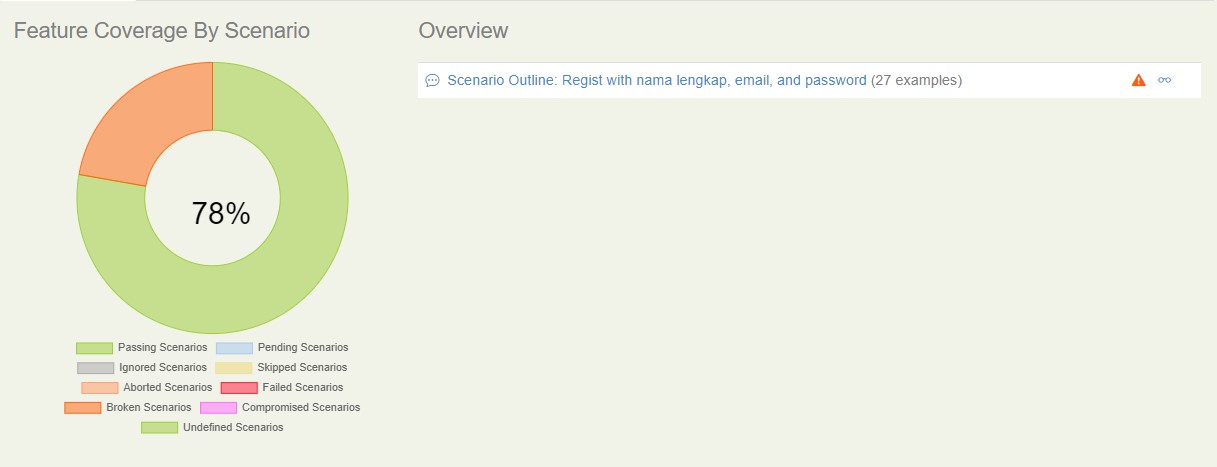 Feature Coverage By Scenario
Overview
Scenario Outline: Regist with nama lengkap, email, and password (27 examples)
78%
Passing Scenarios Pending Scenarios
Ignored Scenarios Skipped Scenarios
Aborted Scenarios Failed Scenarios
Broken Scenarios Compromised Scenarios
Undefined Scenarios